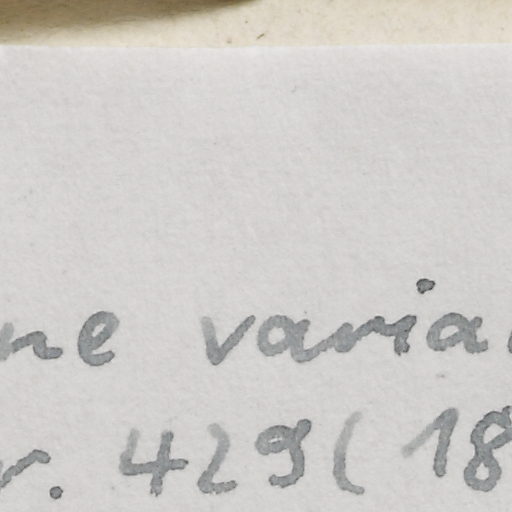 ne varia
r. 429 (18